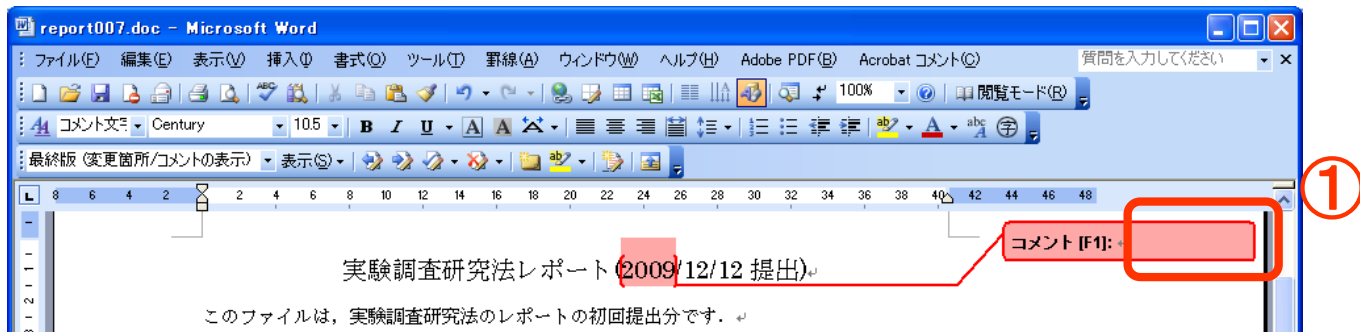 report007.doc - Microsoft Word
ファイル(F) 編集(E) 表示(V) 挿入(I) 書式(O) ツール(T) 罫線(A) ウィンドウ(W) ヘルプ(H) Adobe PDF(B) Acrobat コメント(C) 質問を入力してください
100% 閲覧モード(R)
コメント文 Century 10.5 B I U A A A abc
最終版 (変更箇所/コメントの表示) 表示(S)
L 8 6 4 2 2 4 6 8 10 12 14 16 18 20 22 24 26 28 30 32 34 36 38 40 42 44 46 48
①
コメント [F1]:
実験調査研究法レポート(2009/12/12 提出)
このファイルは，実験調査研究法のレポートの初回提出分です．